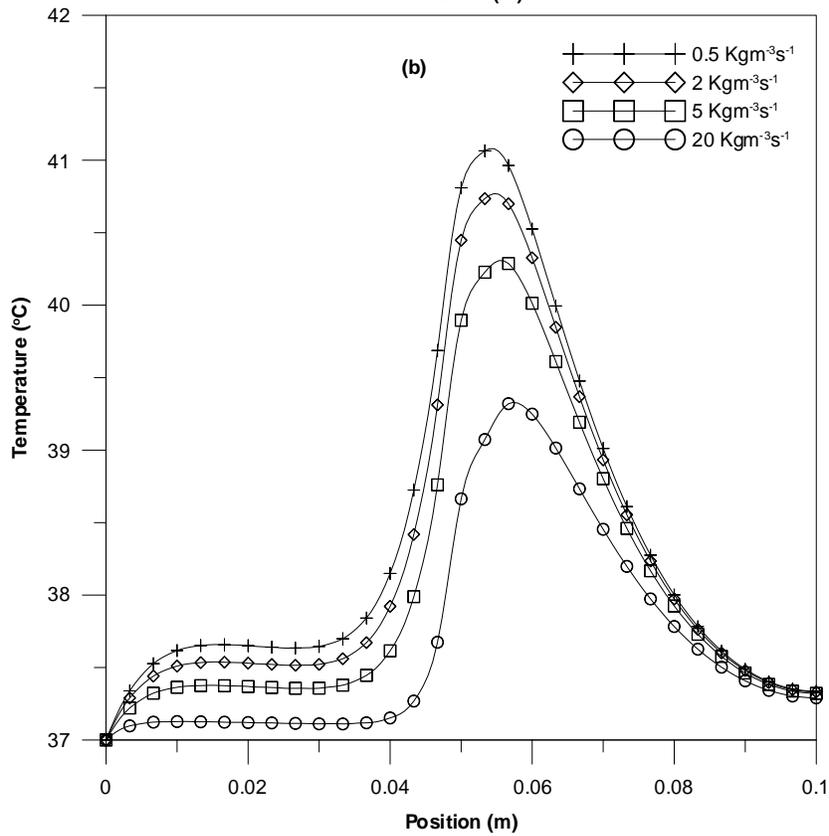 42
(b)
0.5 Kgm⁻³s⁻¹
2 Kgm⁻³s⁻¹
5 Kgm⁻³s⁻¹
20 Kgm⁻³s⁻¹
41
40
Temperature (°C)
39
38
37
0 0.02 0.04 0.06 0.08 0.1
Position (m)